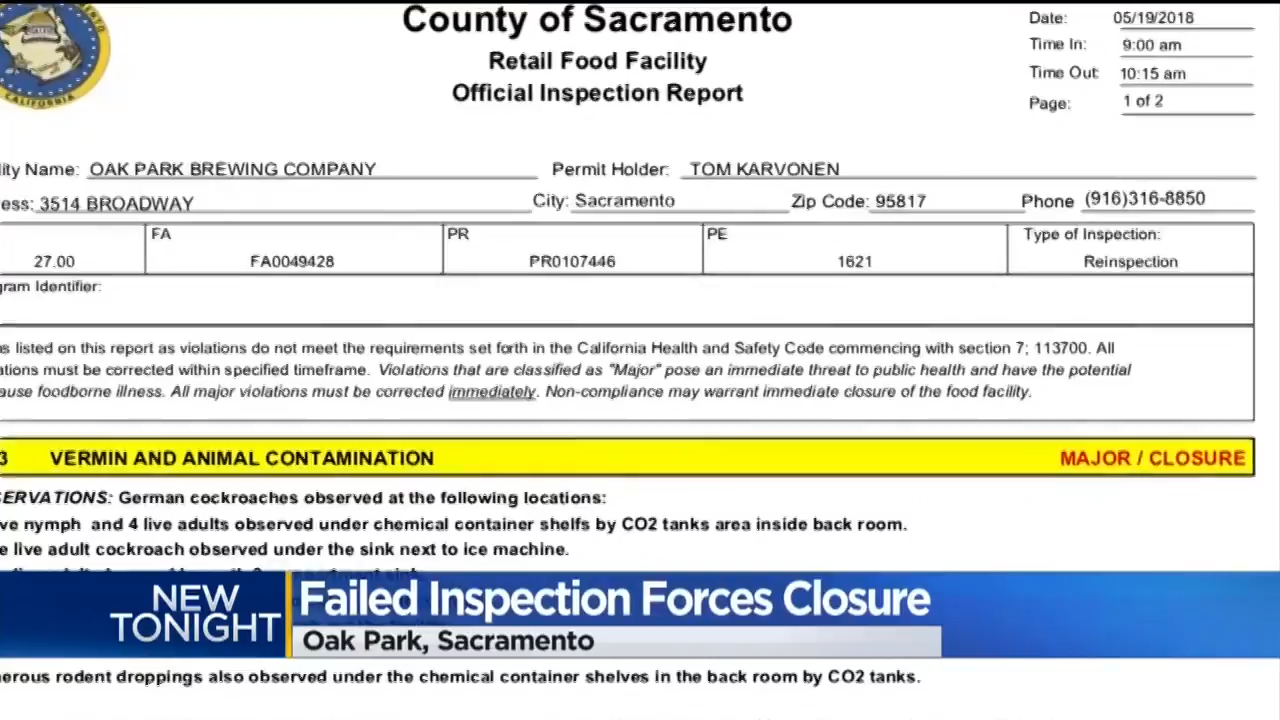 County of Sacramento
Retail Food Facility
Official Inspection Report
Date: 05/19/2018
Time In: 9:00 am
Time Out: 10:15 am
Page: 1 of 2
CALIFORNIA
lity Name: OAK PARK BREWING COMPANY Permit Holder: TOM KARVONEN
ess: 3514 BROADWAY City: Sacramento Zip Code: 95817 Phone (916)316-8850
FA PR PE Type of Inspection:
27.00 FA0049428 PR0107446 1621 Reinspection
gram Identifier:
s listed on this report as violations do not meet the requirements set forth in the California Health and Safety Code commencing with section 7; 113700. All
ations must be corrected within specified timeframe. Violations that are classified as "Major" pose an immediate threat to public health and have the potential
ause foodborne illness. All major violations must be corrected immediately. Non-compliance may warrant immediate closure of the food facility.
3 VERMIN AND ANIMAL CONTAMINATION MAJOR / CLOSURE
ERVATIONS: German cockroaches observed at the following locations:
ve nymph and 4 live adults observed under chemical container shelfs by CO2 tanks area inside back room.
e live adult cockroach observed under the sink next to ice machine.
NEW
TONIGHT
Failed Inspection Forces Closure
Oak Park, Sacramento
erous rodent droppings also observed under the chemical container shelves in the back room by CO2 tanks.